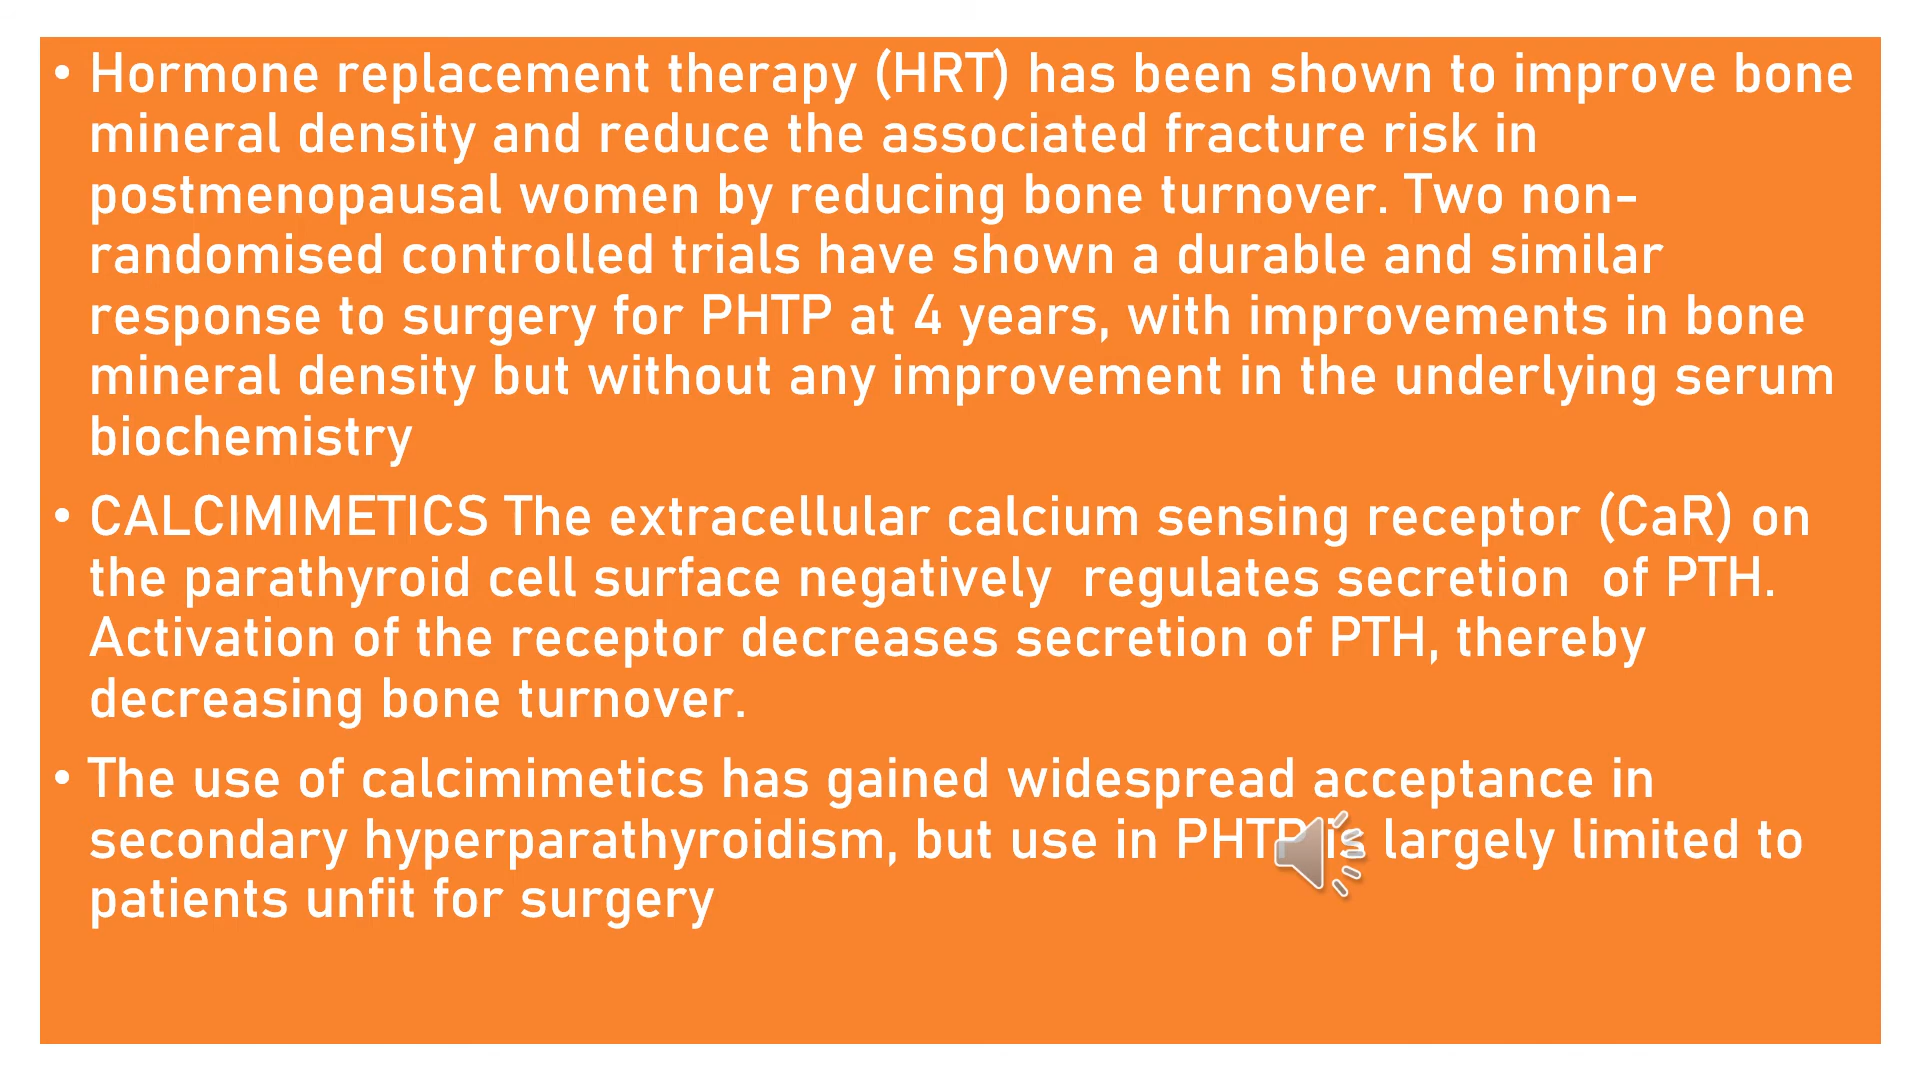 • Hormone replacement therapy (HRT) has been shown to improve bone
mineral density and reduce the associated fracture risk in
postmenopausal women by reducing bone turnover. Two non-
randomised controlled trials have shown a durable and similar
response to surgery for PHTP at 4 years, with improvements in bone
mineral density but without any improvement in the underlying serum
biochemistry
• CALCIMIMETICS The extracellular calcium sensing receptor (CaR) on
the parathyroid cell surface negatively regulates secretion of PTH.
Activation of the receptor decreases secretion of PTH, thereby
decreasing bone turnover.
• The use of calcimimetics has gained widespread acceptance in
secondary hyperparathyroidism, but use in PHTP is largely limited to
patients unfit for surgery